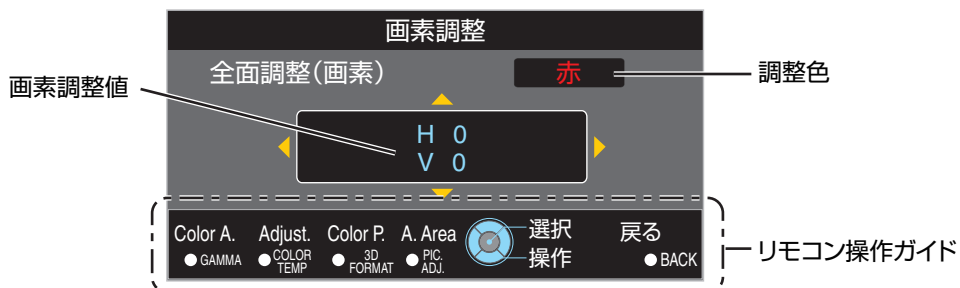 画素調整
全面調整(画素) 赤
調整色
画素調整値
H 0
V 0
Color A. Adjust. Color P. A. Area 選択 戻る
GAMMA COLOR TEMP 3D FORMAT PIC. ADJ. 操作 BACK
リモコン操作ガイド